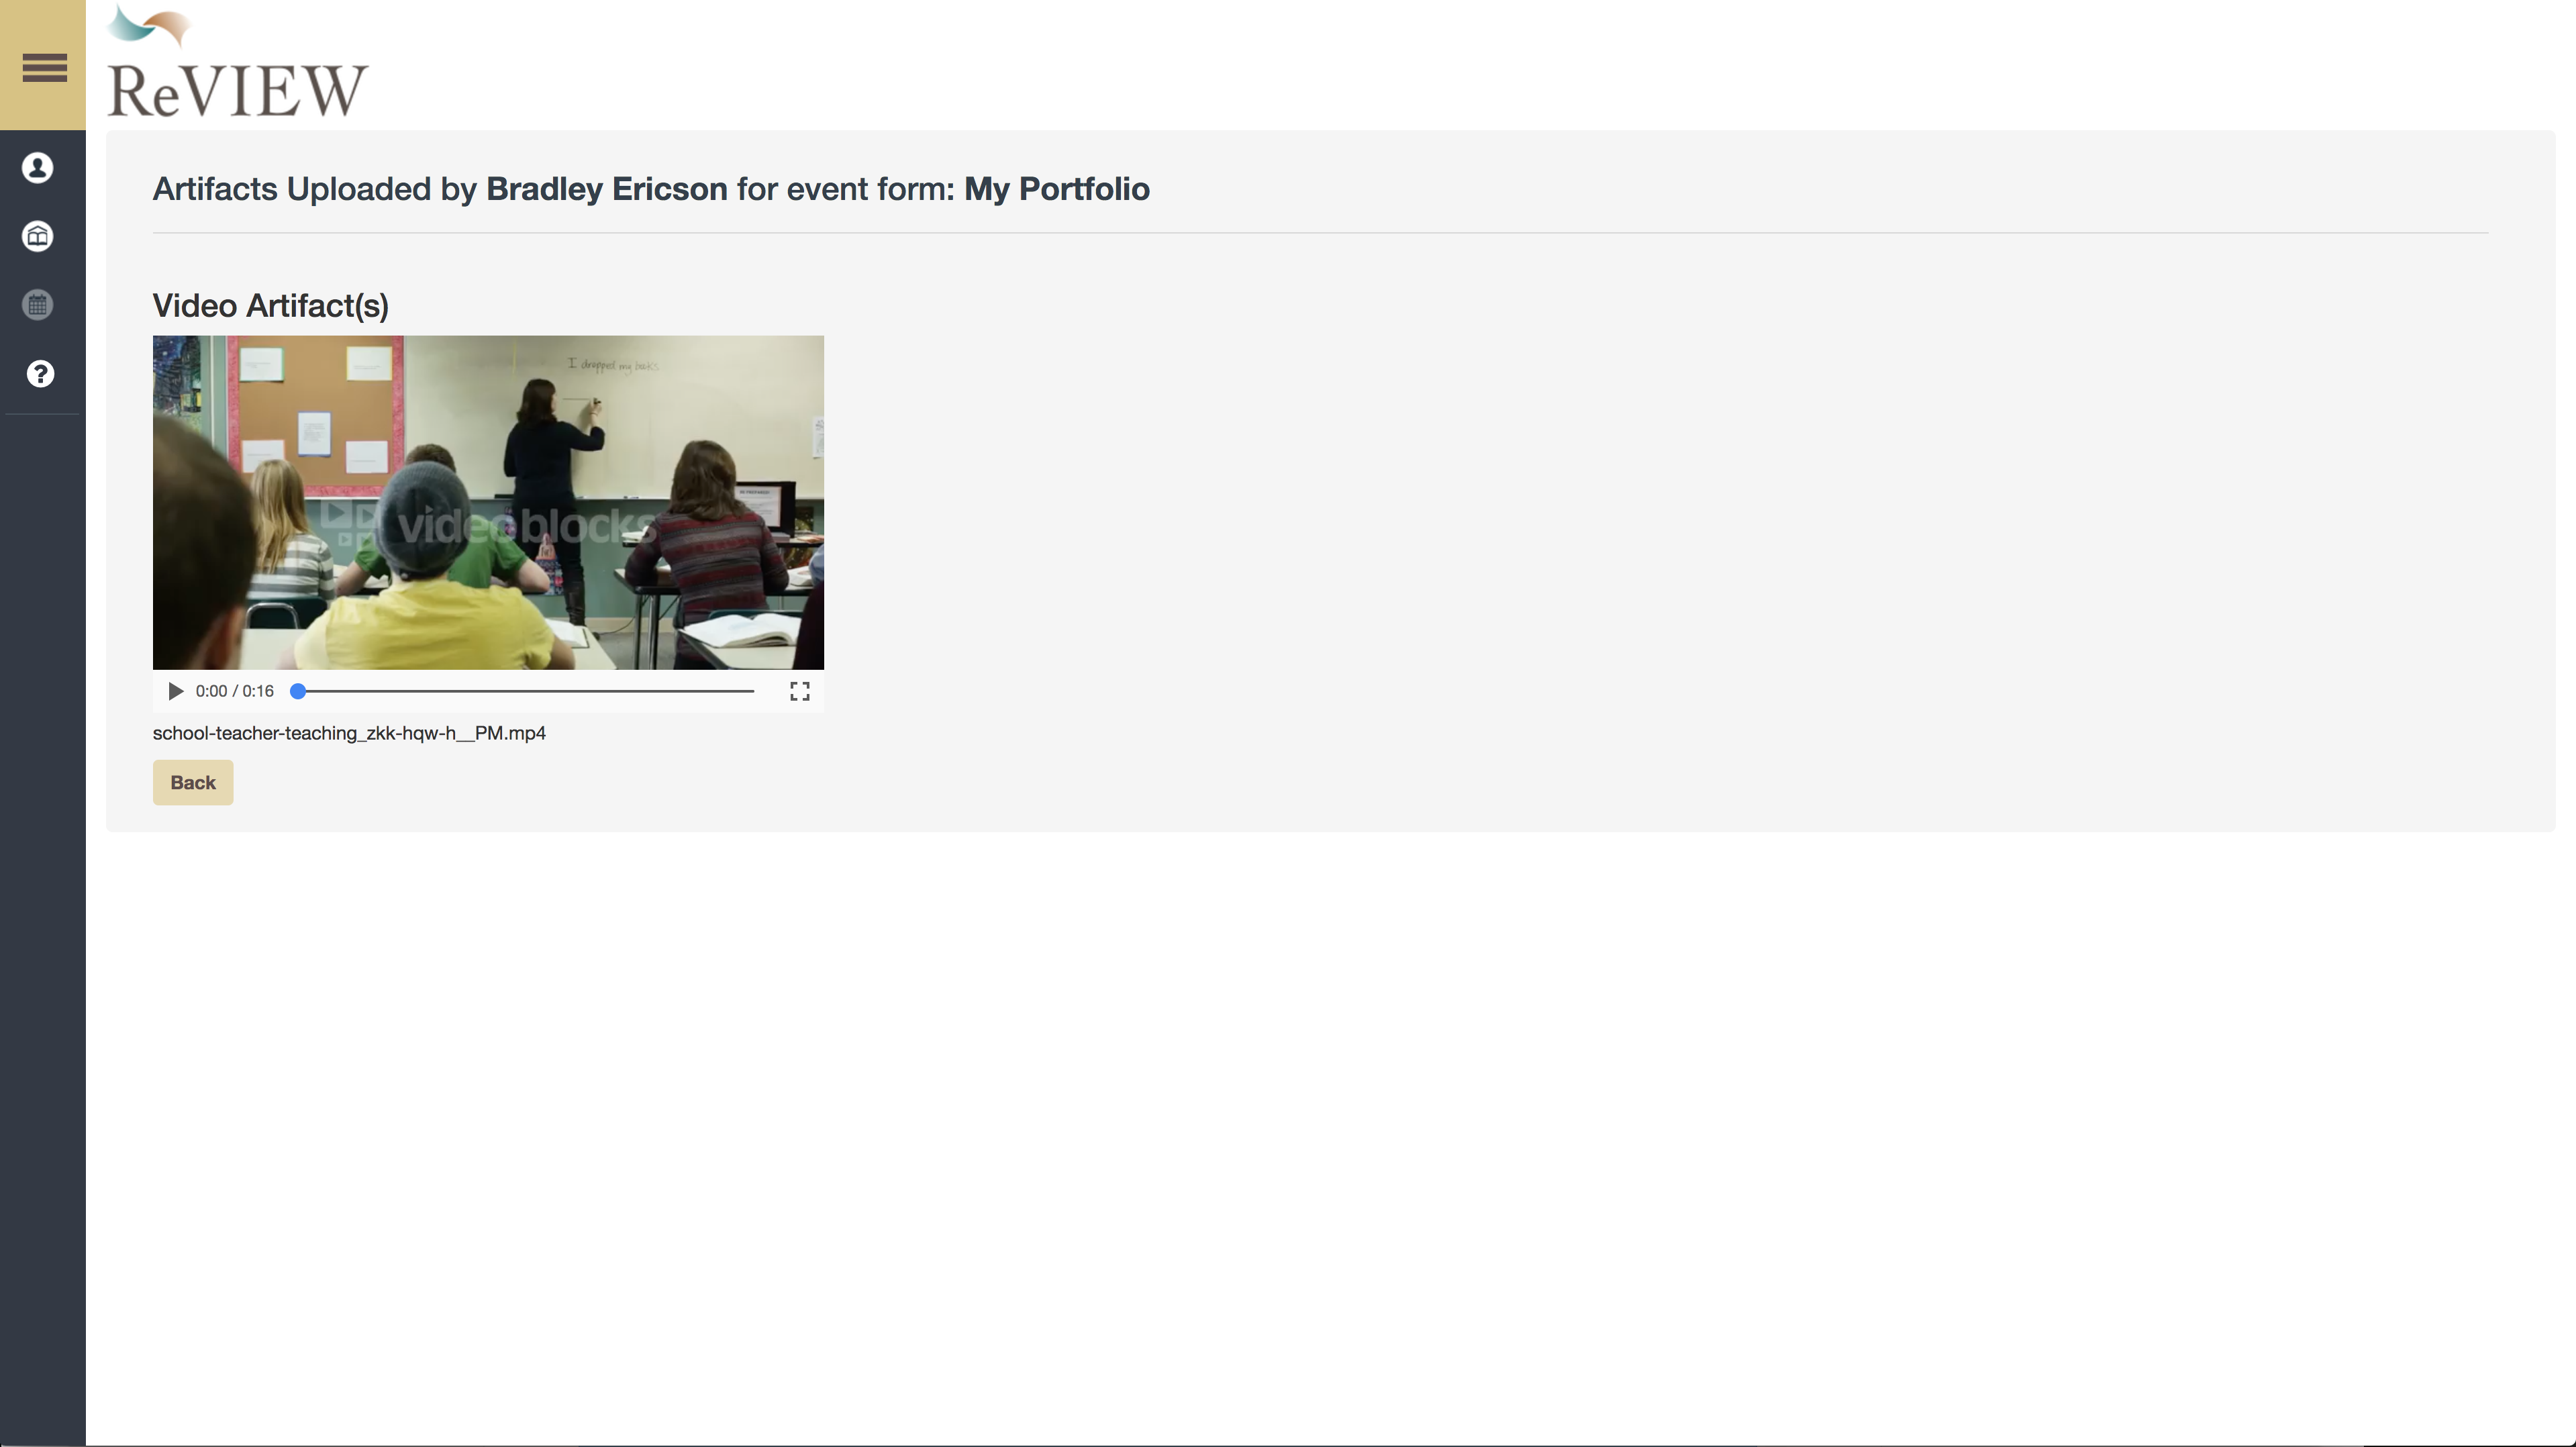 ReVIEW
Artifacts Uploaded by Bradley Ericson for event form: My Portfolio
Video Artifact(s)
I dropped my books.
videoblocks
0:00 / 0:16
school-teacher-teaching_zkk-hqw-h__PM.mp4
Back